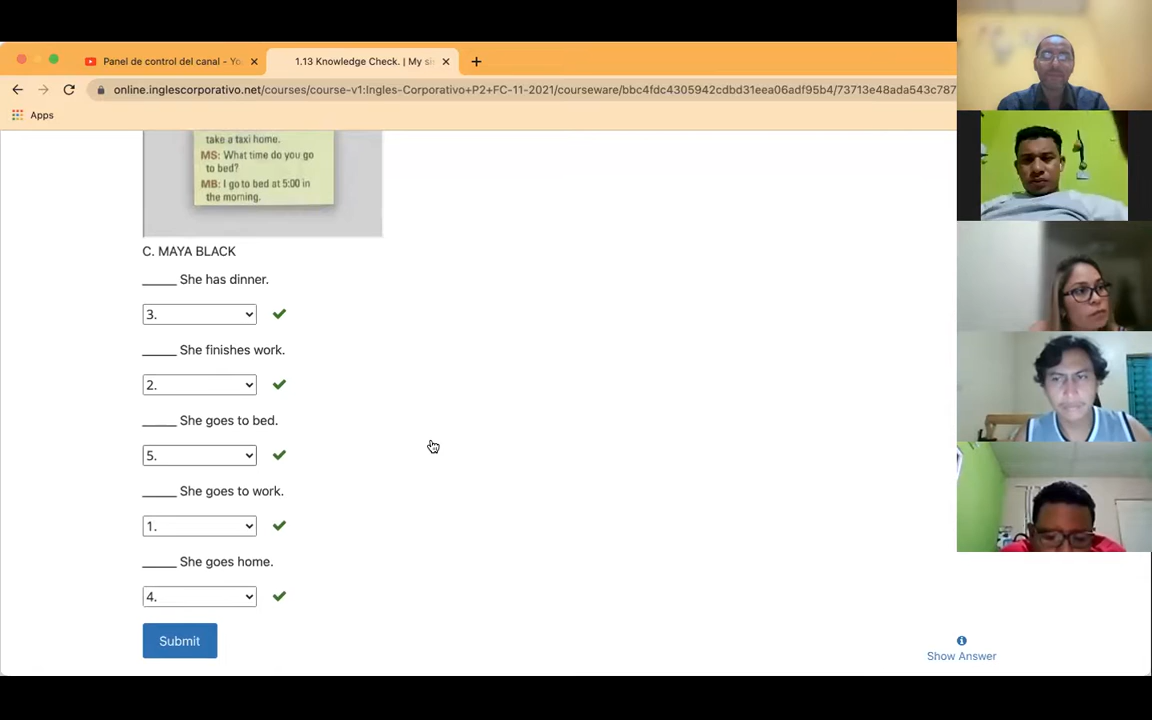 Panel de control del canal - Yo
1.13 Knowledge Check. | My si
online.inglescorporativo.net/courses/course-v1:Ingles-Corporativo+P2+FC-11-2021/courseware/bbc4fdc4305942cdbd31eea06adf95b4/73713e48ada543c787
Apps
take a taxi home.
MS: What time do you go
to bed?
MB: I go to bed at 5:00 in
the morning.
C. MAYA BLACK
_____ She has dinner.
3.
_____ She finishes work.
2.
_____ She goes to bed.
5.
_____ She goes to work.
1.
_____ She goes home.
4.
Submit
Show Answer